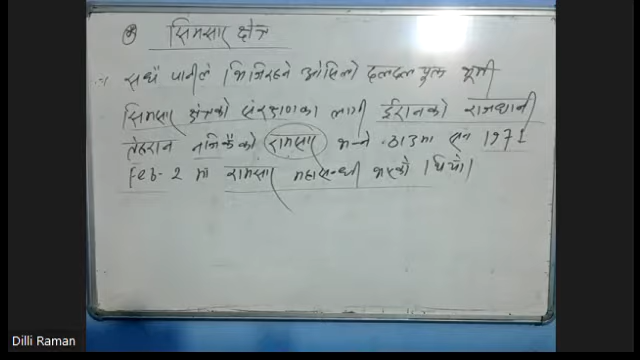 सिमसार क्षेत्र
→ सधैं पानीले भिजिरहने ओसिलो दलदल युक्त भूमी
सिमसार क्षेत्रको संरक्षणका लागी ईरानको राजधानी
तेहरान नजिकैको रामसार भन्ने ठाउमा सन 1971
Feb-2 मा रामसार महासन्धी भएको थियो।
Dilli Raman